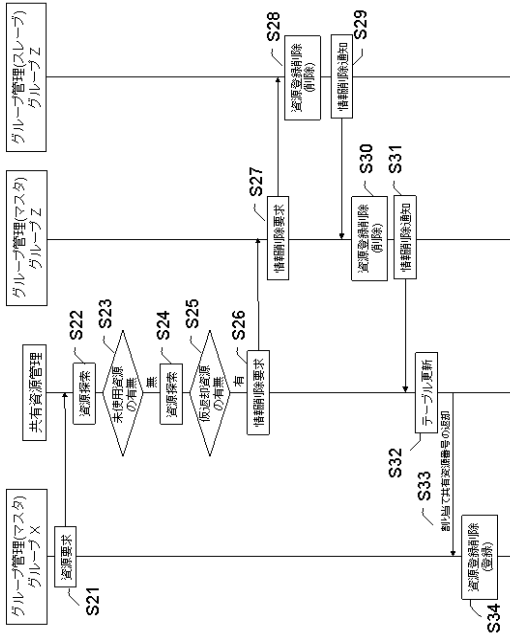 グループ管理(マスタ)
グループ X
共有資源管理
グループ管理(マスタ)
グループ Z
グループ管理(スレーブ)
グループ Z
資源要求
S21
資源探索
S22
未使用資源
の有無
S23
無
資源探索
S24
仮返却資源
の有無
S25
有
情報削除要求
S26
情報削除要求
S27
資源登録削除
(削除)
S28
情報削除通知
S29
資源登録削除
(削除)
S30
情報削除通知
S31
テーブル更新
S32
S33
割り当て共有資源番号の返却
資源登録削除
(登録)
S34